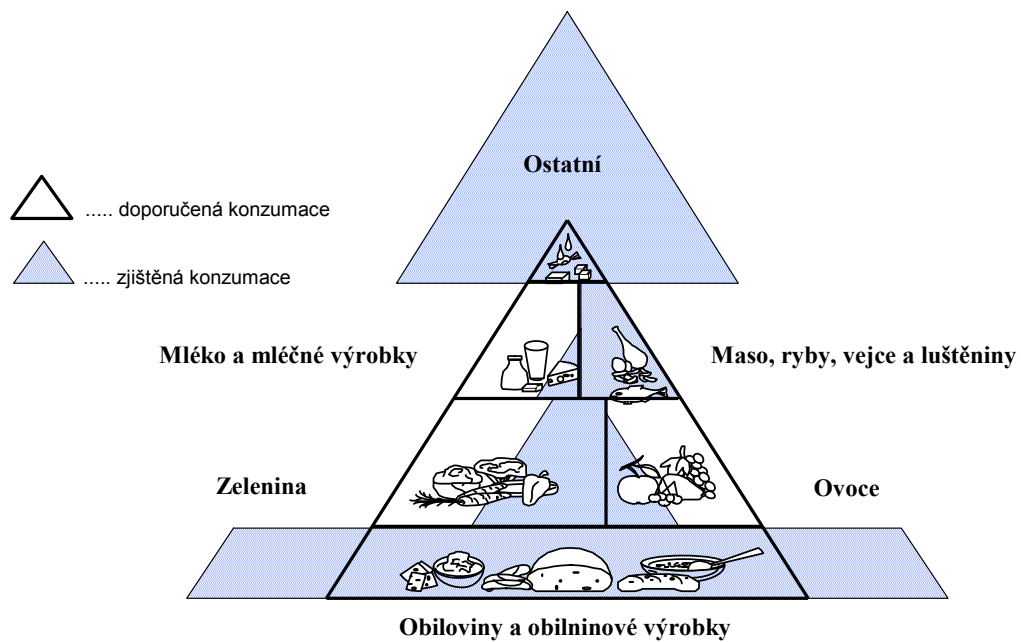 Ostatní
..... doporučená konzumace
..... zjištěná konzumace
Mléko a mléčné výrobky
Maso, ryby, vejce a luštěniny
Zelenina
Ovoce
Obiloviny a obilninové výrobky